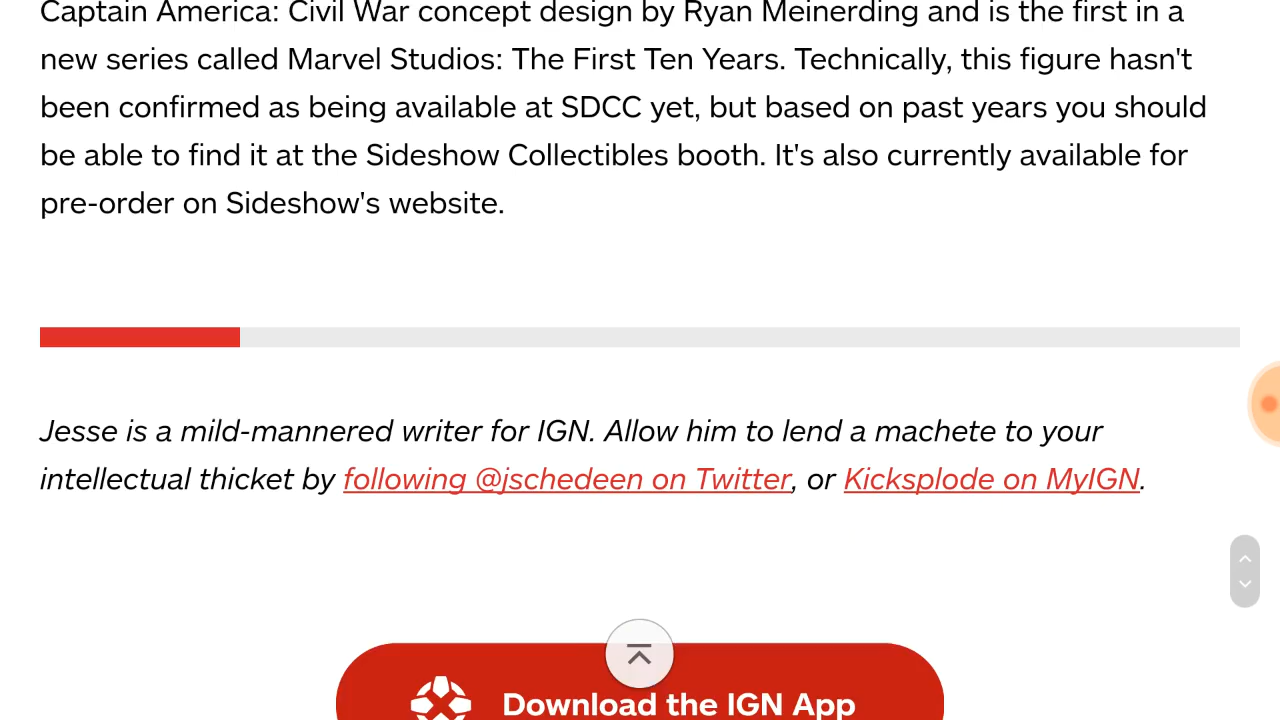 Captain America: Civil War concept design by Ryan Meinerding and is the first in a
new series called Marvel Studios: The First Ten Years. Technically, this figure hasn't
been confirmed as being available at SDCC yet, but based on past years you should
be able to find it at the Sideshow Collectibles booth. It's also currently available for
pre-order on Sideshow's website.
Jesse is a mild-mannered writer for IGN. Allow him to lend a machete to your
intellectual thicket by following @jschedeen on Twitter, or Kicksplode on MyIGN.
Download the IGN App